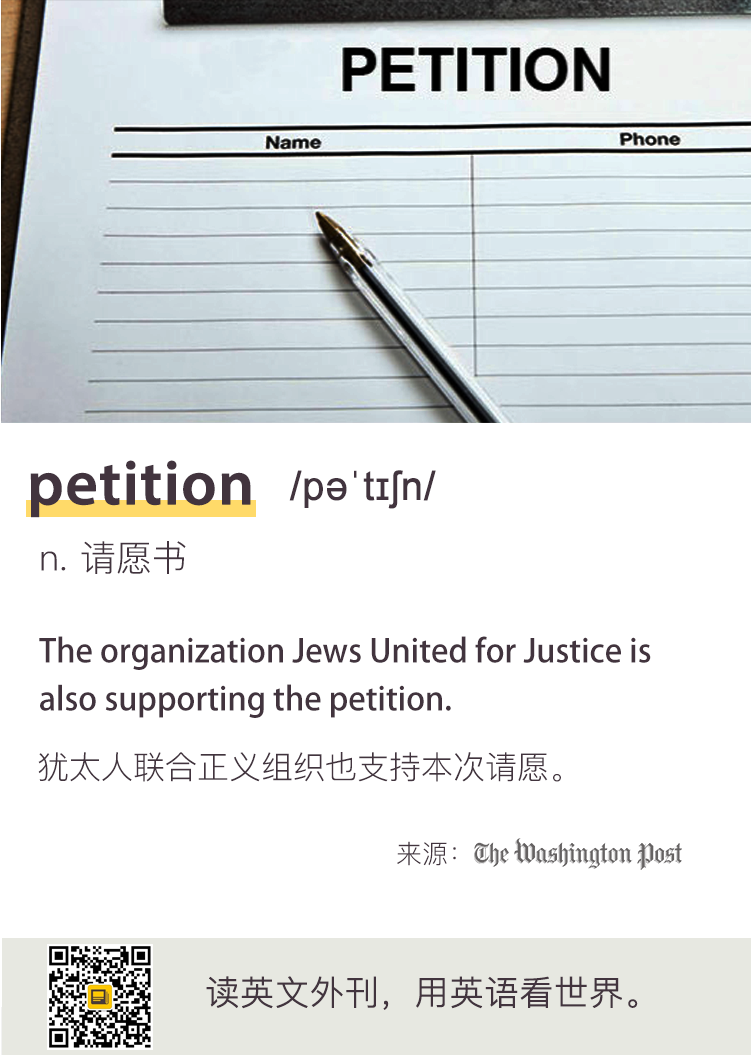 PETITION
Name Phone
petition /pəˈtɪʃn/
n. 请愿书
The organization Jews United for Justice is
also supporting the petition.
犹太人联合正义组织也支持本次请愿。
来源：The Washington Post
读英文外刊，用英语看世界。